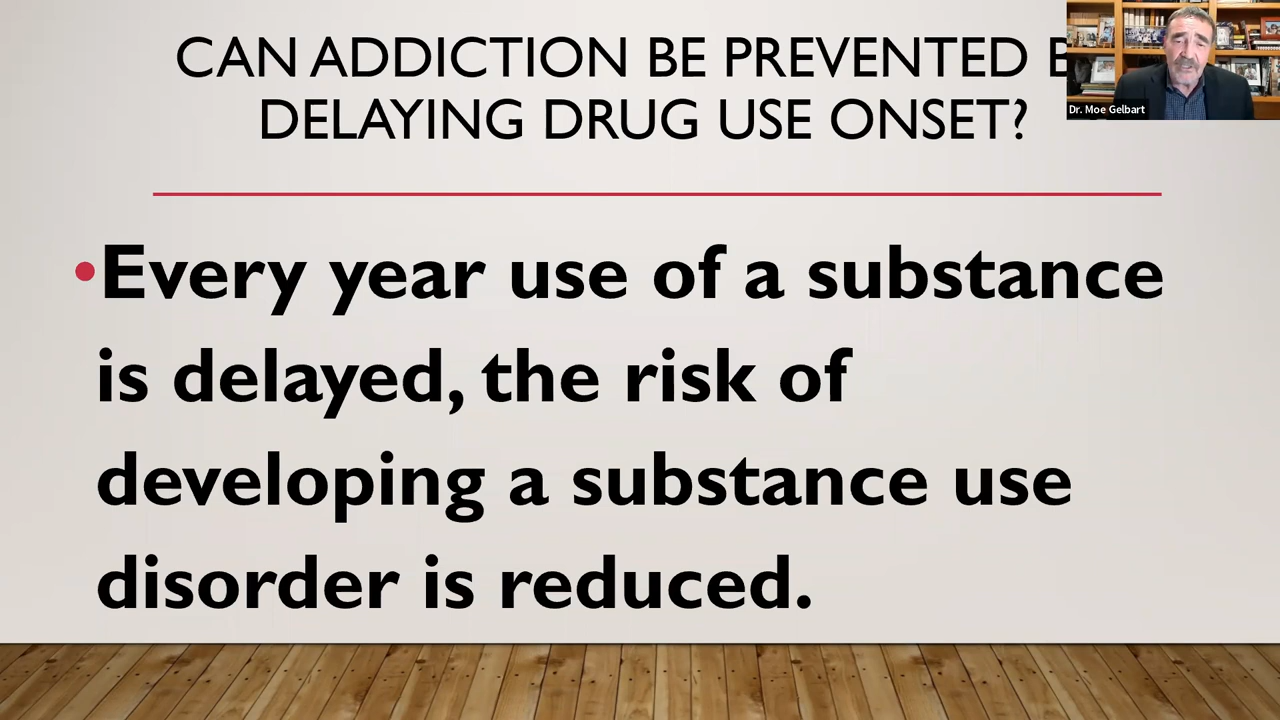 CAN ADDICTION BE PREVENTED
DELAYING DRUG USE ONSET?
Dr. Moe Gelbart
•Every year use of a substance
is delayed, the risk of
developing a substance use
disorder is reduced.